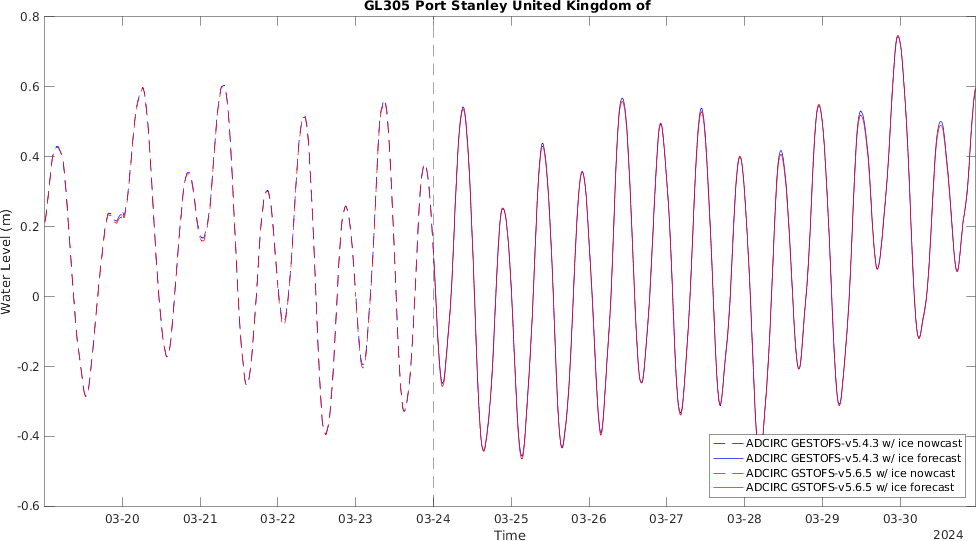 GL305 Port Stanley United Kingdom of
Water Level (m)
0.8
0.6
0.4
0.2
0
-0.2
-0.4
-0.6
03-20 03-21 03-22 03-23 03-24 03-25 03-26 03-27 03-28 03-29 03-30
Time
2024
ADCIRC GESTOFS-v5.4.3 w/ ice nowcast
ADCIRC GESTOFS-v5.4.3 w/ ice forecast
ADCIRC GSTOFS-v5.6.5 w/ ice nowcast
ADCIRC GSTOFS-v5.6.5 w/ ice forecast